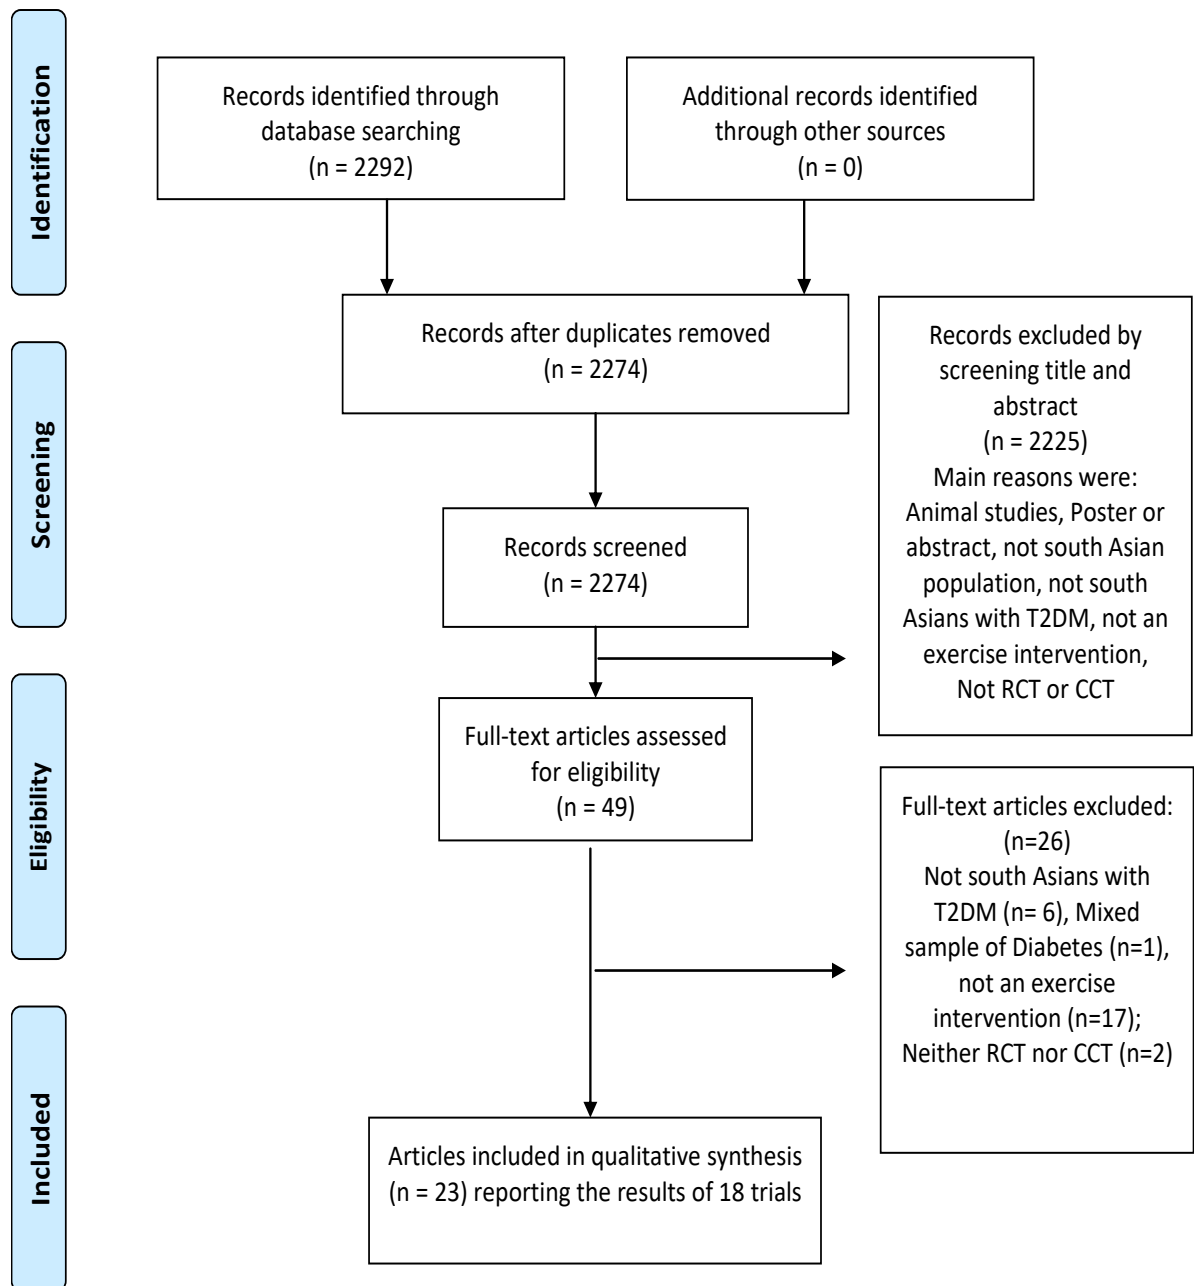 Identification
Records identified through
database searching
(n = 2292)
Additional records identified
through other sources
(n = 0)
Records after duplicates removed
(n = 2274)
Records excluded by
screening title and
abstract
(n = 2225)
Main reasons were:
Animal studies, Poster or
abstract, not south Asian
population, not south
Asians with T2DM, not an
exercise intervention,
Not RCT or CCT
Screening
Records screened
(n = 2274)
Full-text articles assessed
for eligibility
(n = 49)
Eligibility
Full-text articles excluded:
(n=26)
Not south Asians with
T2DM (n= 6), Mixed
sample of Diabetes (n=1),
not an exercise
intervention (n=17);
Neither RCT nor CCT (n=2)
Included
Articles included in qualitative synthesis
(n = 23) reporting the results of 18 trials